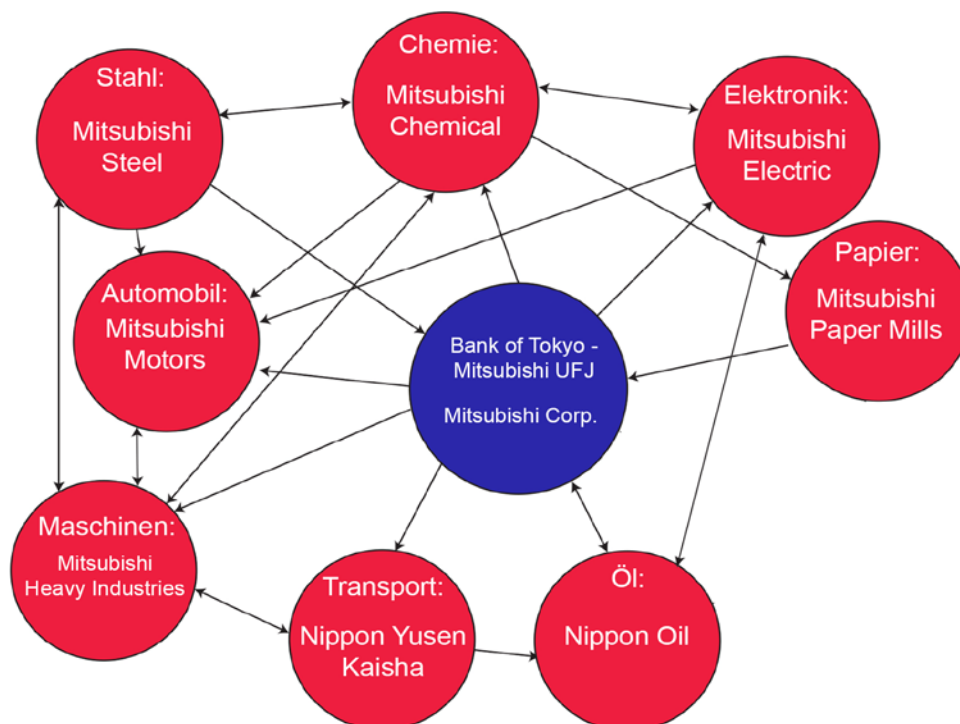 Stahl:
Mitsubishi
Steel
Chemie:
Mitsubishi
Chemical
Elektronik:
Mitsubishi
Electric
Automobil:
Mitsubishi
Motors
Bank of Tokyo -
Mitsubishi UFJ
Mitsubishi Corp.
Papier:
Mitsubishi
Paper Mills
Maschinen:
Mitsubishi
Heavy Industries
Transport:
Nippon Yusen
Kaisha
Öl:
Nippon Oil